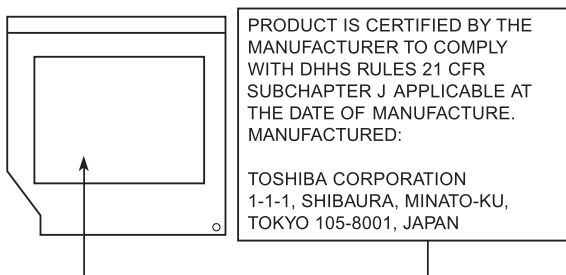 PRODUCT IS CERTIFIED BY THE
MANUFACTURER TO COMPLY
WITH DHHS RULES 21 CFR
SUBCHAPTER J APPLICABLE AT
THE DATE OF MANUFACTURE.
MANUFACTURED:
TOSHIBA CORPORATION
1-1-1, SHIBAURA, MINATO-KU,
TOKYO 105-8001, JAPAN